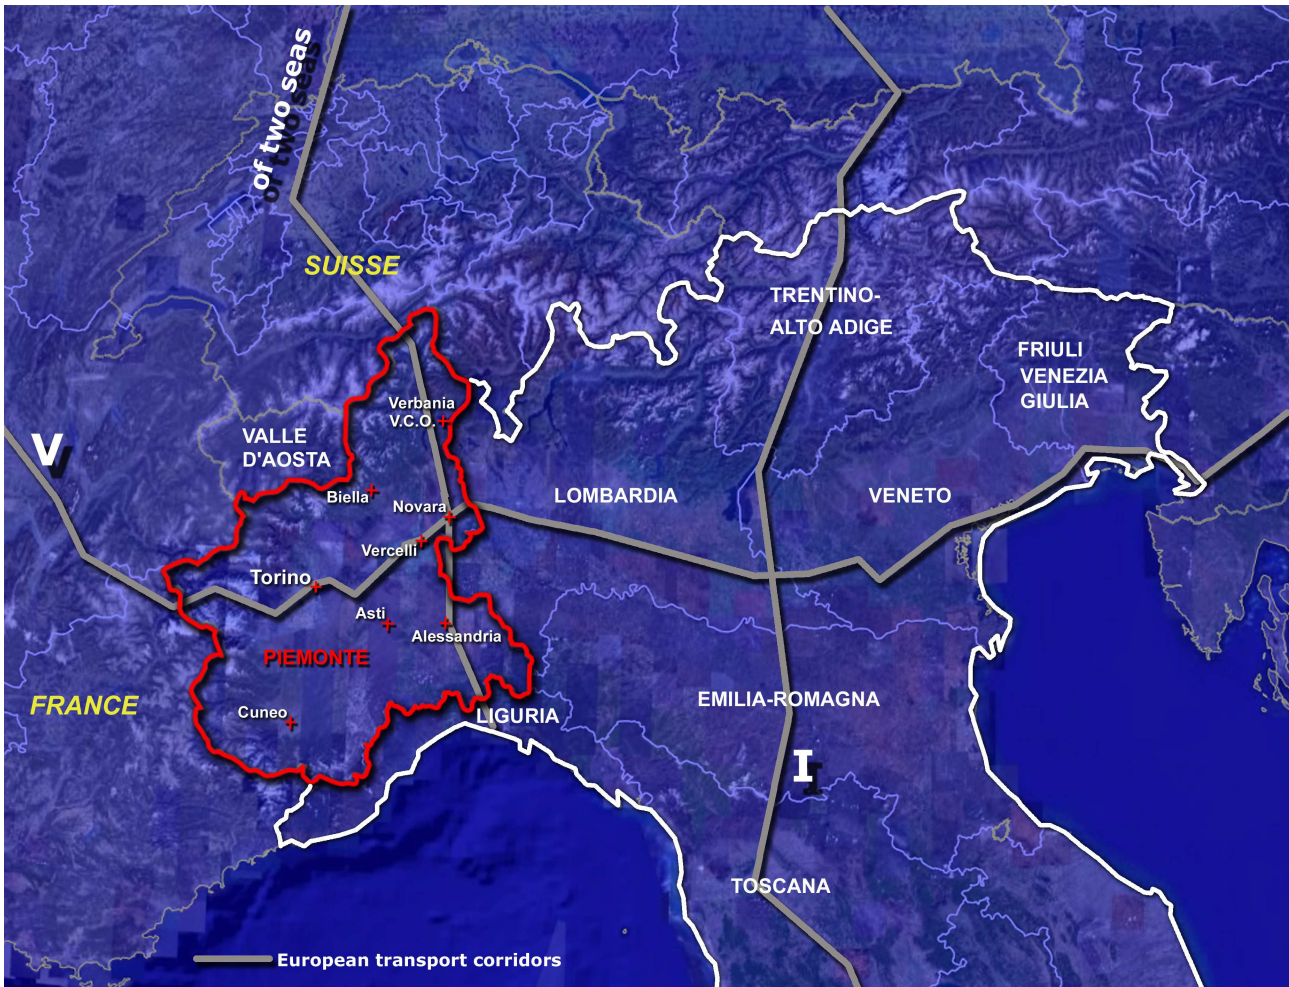 of two seas
SUISSE
TRENTINO-
ALTO ADIGE
FRIULI
VENEZIA
GIULIA
Verbania
V.C.O.
VALLE
D'AOSTA
V
Biella
LOMBARDIA
VENETO
Novara
Vercelli
Torino
Asti
Alessandria
PIEMONTE
FRANCE
Cuneo
LIGURIA
EMILIA-ROMAGNA
I
TOSCANA
European transport corridors